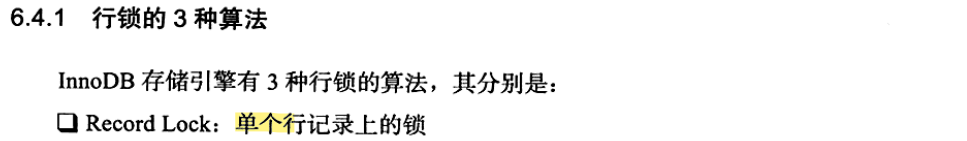 6.4.1 行锁的 3 种算法
InnoDB 存储引擎有 3 种行锁的算法，其分别是：
❑ Record Lock：单个行记录上的锁